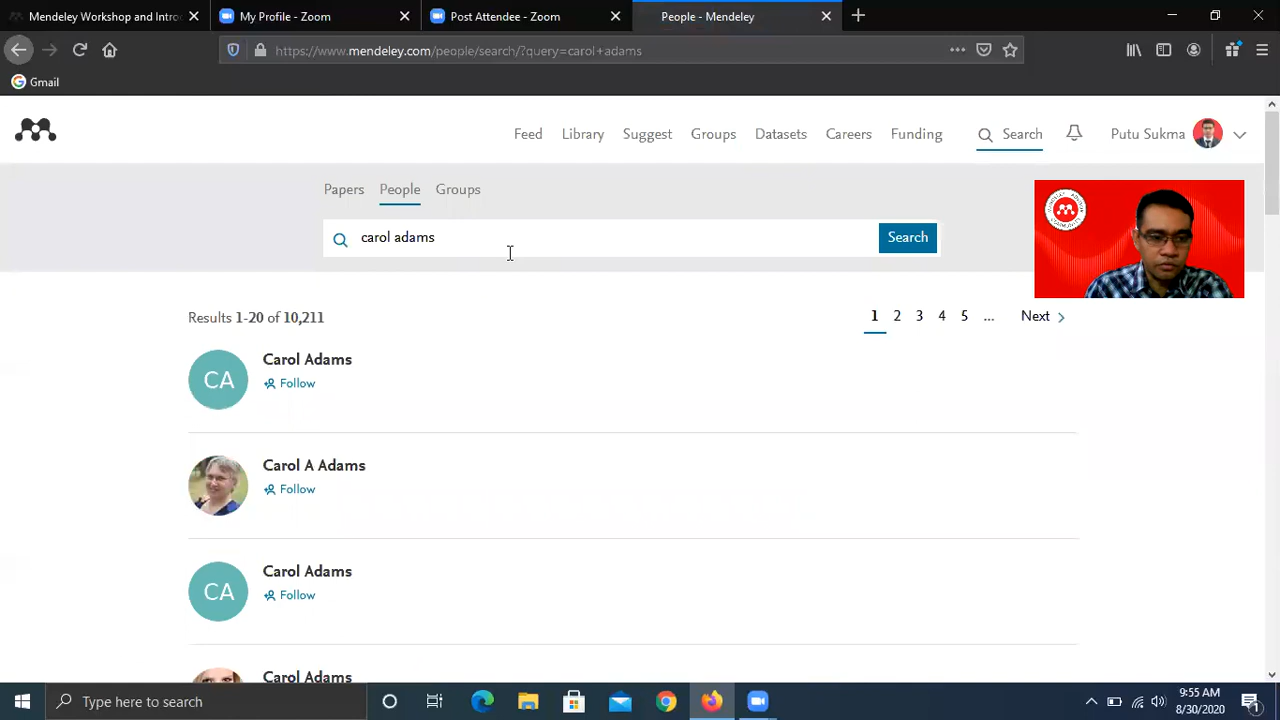 Mendeley Workshop and Intro
My Profile - Zoom
Post Attendee - Zoom
People - Mendeley
https://www.mendeley.com/people/search/?query=carol+adams
Gmail
Feed
Library
Suggest
Groups
Datasets
Careers
Funding
Search
Putu Sukma
Papers
People
Groups
carol adams
Search
Results 1-20 of 10,211
1 2 3 4 5 ... Next
CA
Carol Adams
Follow
Carol A Adams
Follow
CA
Carol Adams
Follow
Carol Adams
Type here to search
9:55 AM
8/30/2020
1